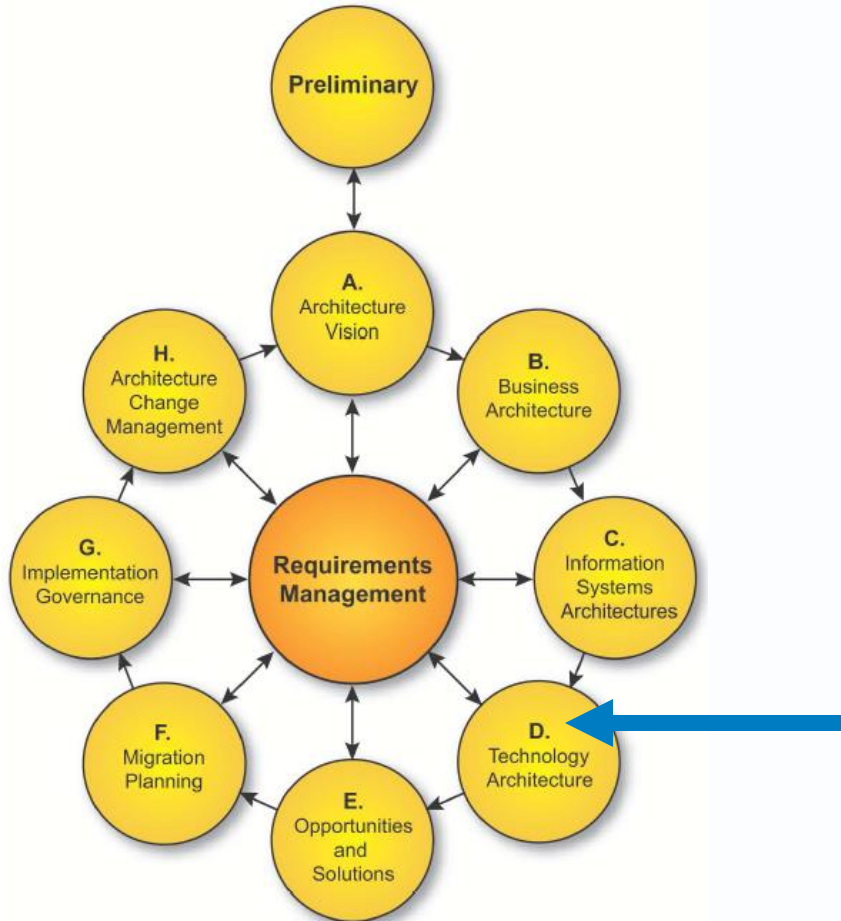 Preliminary
A.
Architecture
Vision
B.
Business
Architecture
C.
Information
Systems
Architectures
D.
Technology
Architecture
E.
Opportunities
and
Solutions
F.
Migration
Planning
G.
Implementation
Governance
H.
Architecture
Change
Management
Requirements
Management